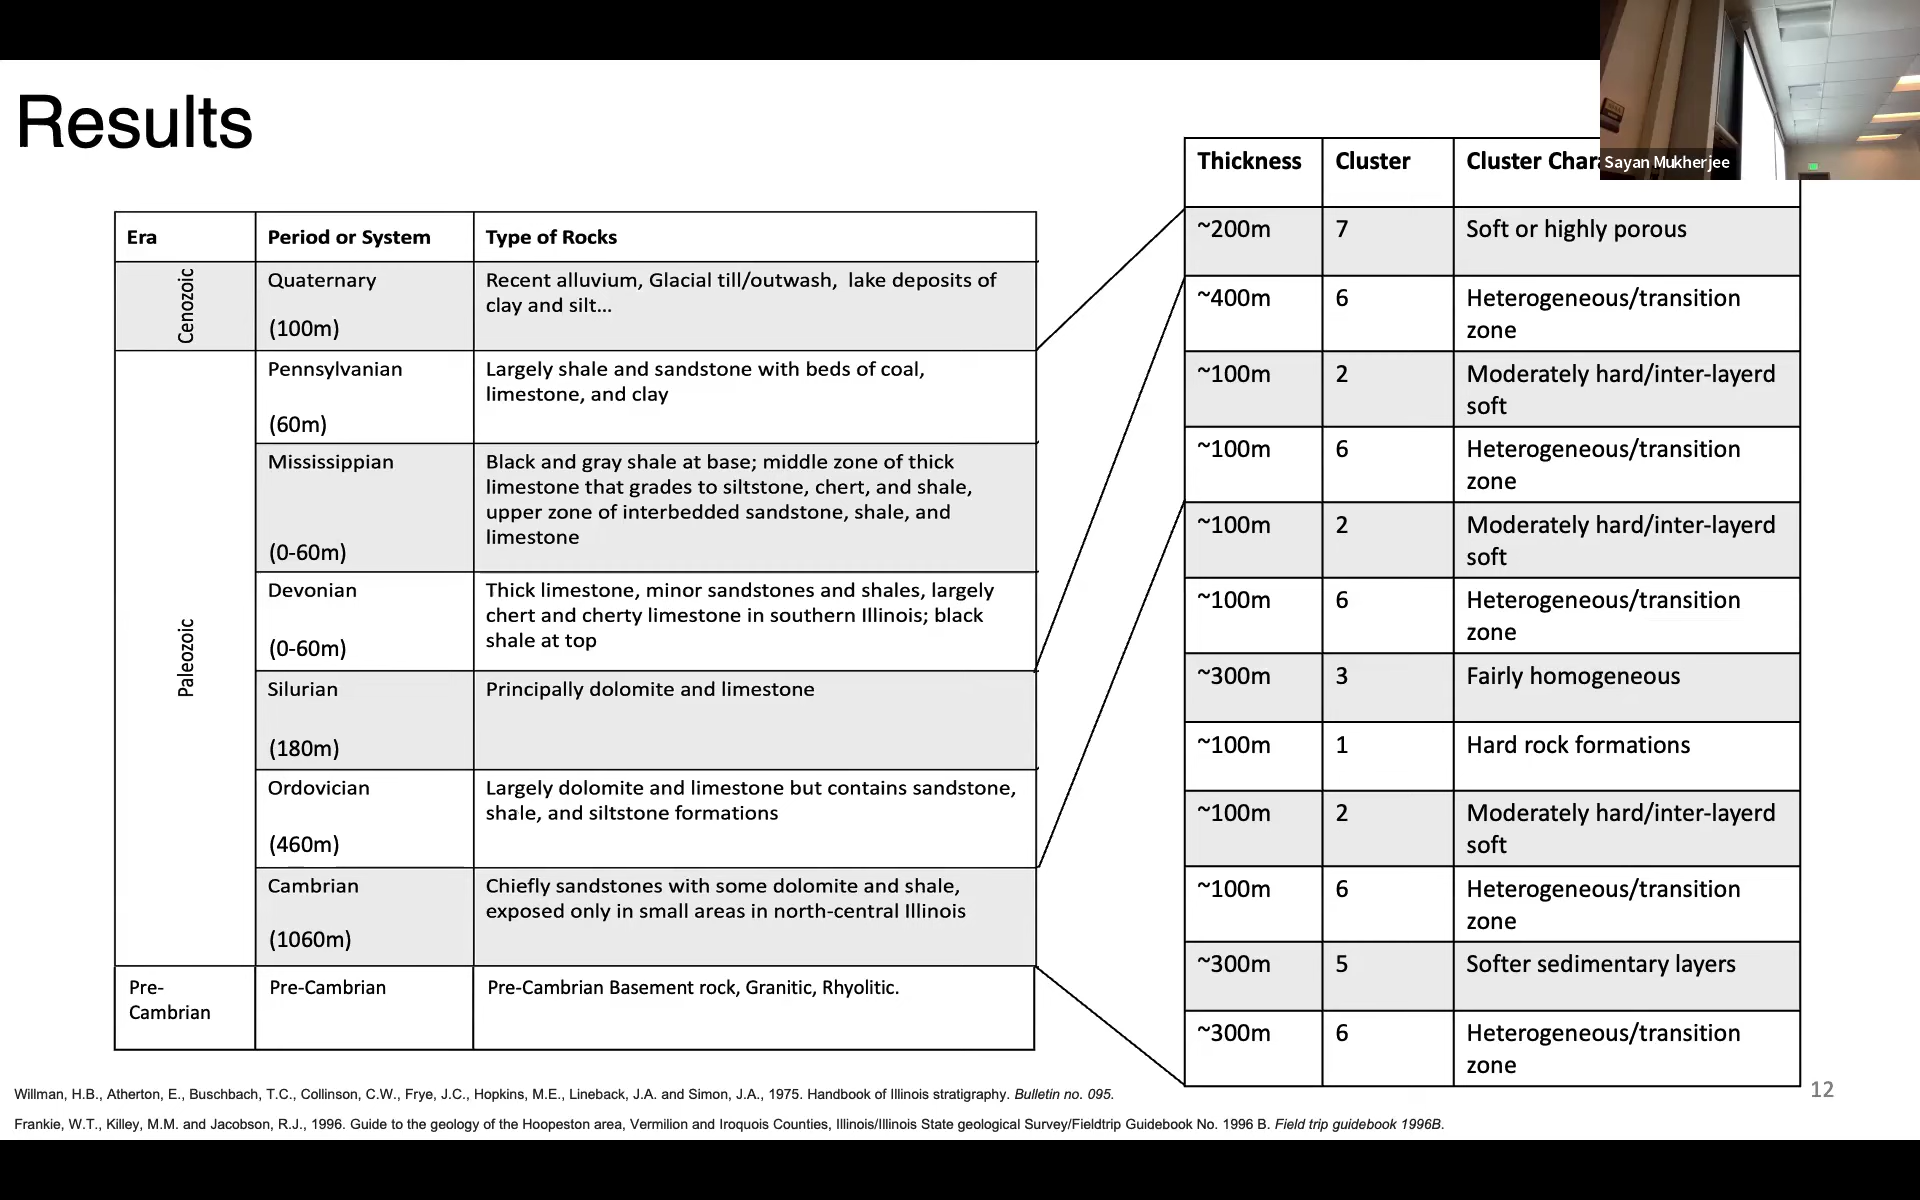 Results
Sayan Mukherjee
Era Period or System Type of Rocks
Cenozoic
Quaternary
(100m)
Recent alluvium, Glacial till/outwash, lake deposits of
clay and silt...
Paleozoic
Pennsylvanian
(60m)
Largely shale and sandstone with beds of coal,
limestone, and clay
Mississippian
(0-60m)
Black and gray shale at base; middle zone of thick
limestone that grades to siltstone, chert, and shale,
upper zone of interbedded sandstone, shale, and
limestone
Devonian
(0-60m)
Thick limestone, minor sandstones and shales, largely
chert and cherty limestone in southern Illinois; black
shale at top
Silurian
(180m)
Principally dolomite and limestone
Ordovician
(460m)
Largely dolomite and limestone but contains sandstone,
shale, and siltstone formations
Cambrian
(1060m)
Chiefly sandstones with some dolomite and shale,
exposed only in small areas in north-central Illinois
Pre-
Cambrian
Pre-Cambrian
Pre-Cambrian Basement rock, Granitic, Rhyolitic.
Thickness Cluster Cluster
~200m 7 Soft or highly porous
~400m 6 Heterogeneous/transition
zone
~100m 2 Moderately hard/inter-layerd
soft
~100m 6 Heterogeneous/transition
zone
~100m 2 Moderately hard/inter-layerd
soft
~100m 6 Heterogeneous/transition
zone
~300m 3 Fairly homogeneous
~100m 1 Hard rock formations
~100m 2 Moderately hard/inter-layerd
soft
~100m 6 Heterogeneous/transition
zone
~300m 5 Softer sedimentary layers
~300m 6 Heterogeneous/transition
zone
Willman, H.B., Atherton, E., Buschbach, T.C., Collinson, C.W., Frye, J.C., Hopkins, M.E., Lineback, J.A. and Simon, J.A., 1975. Handbook of Illinois stratigraphy. Bulletin no. 095.
Frankie, W.T., Killey, M.M. and Jacobson, R.J., 1996. Guide to the geology of the Hoopeston area, Vermilion and Iroquois Counties, Illinois/Illinois State geological Survey/Fieldtrip Guidebook No. 1996 B. Field trip guidebook 1996B.
12